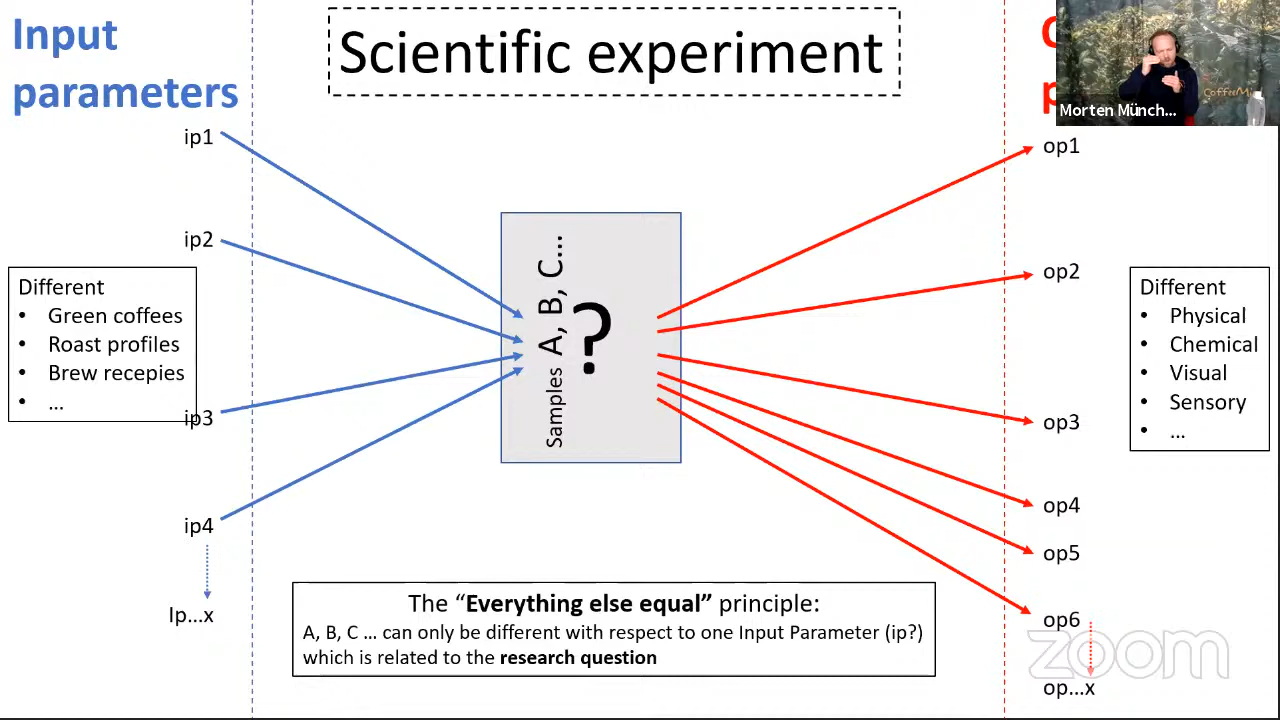 Input
parameters
Scientific experiment
CoffeeMi
Morten Münch...
ip1
ip2
ip3
ip4
Ip...x
Different
• Green coffees
• Roast profiles
• Brew recepies
• ...
Samples A, B, C...
?
op1
op2
op3
op4
op5
op6
op...x
Different
• Physical
• Chemical
• Visual
• Sensory
• ...
The “Everything else equal” principle:
A, B, C ... can only be different with respect to one Input Parameter (ip?)
which is related to the research question
zoom